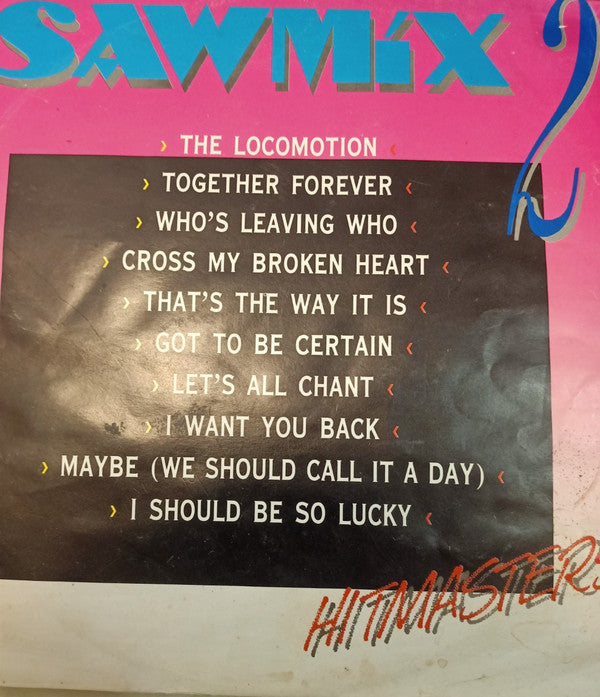 SAWMIX 2
› THE LOCOMOTION ‹
› TOGETHER FOREVER ‹
› WHO'S LEAVING WHO ‹
› CROSS MY BROKEN HEART ‹
› THAT'S THE WAY IT IS ‹
› GOT TO BE CERTAIN ‹
› LET'S ALL CHANT ‹
› I WANT YOU BACK ‹
› MAYBE (WE SHOULD CALL IT A DAY) ‹
› I SHOULD BE SO LUCKY ‹
HITMASTERS